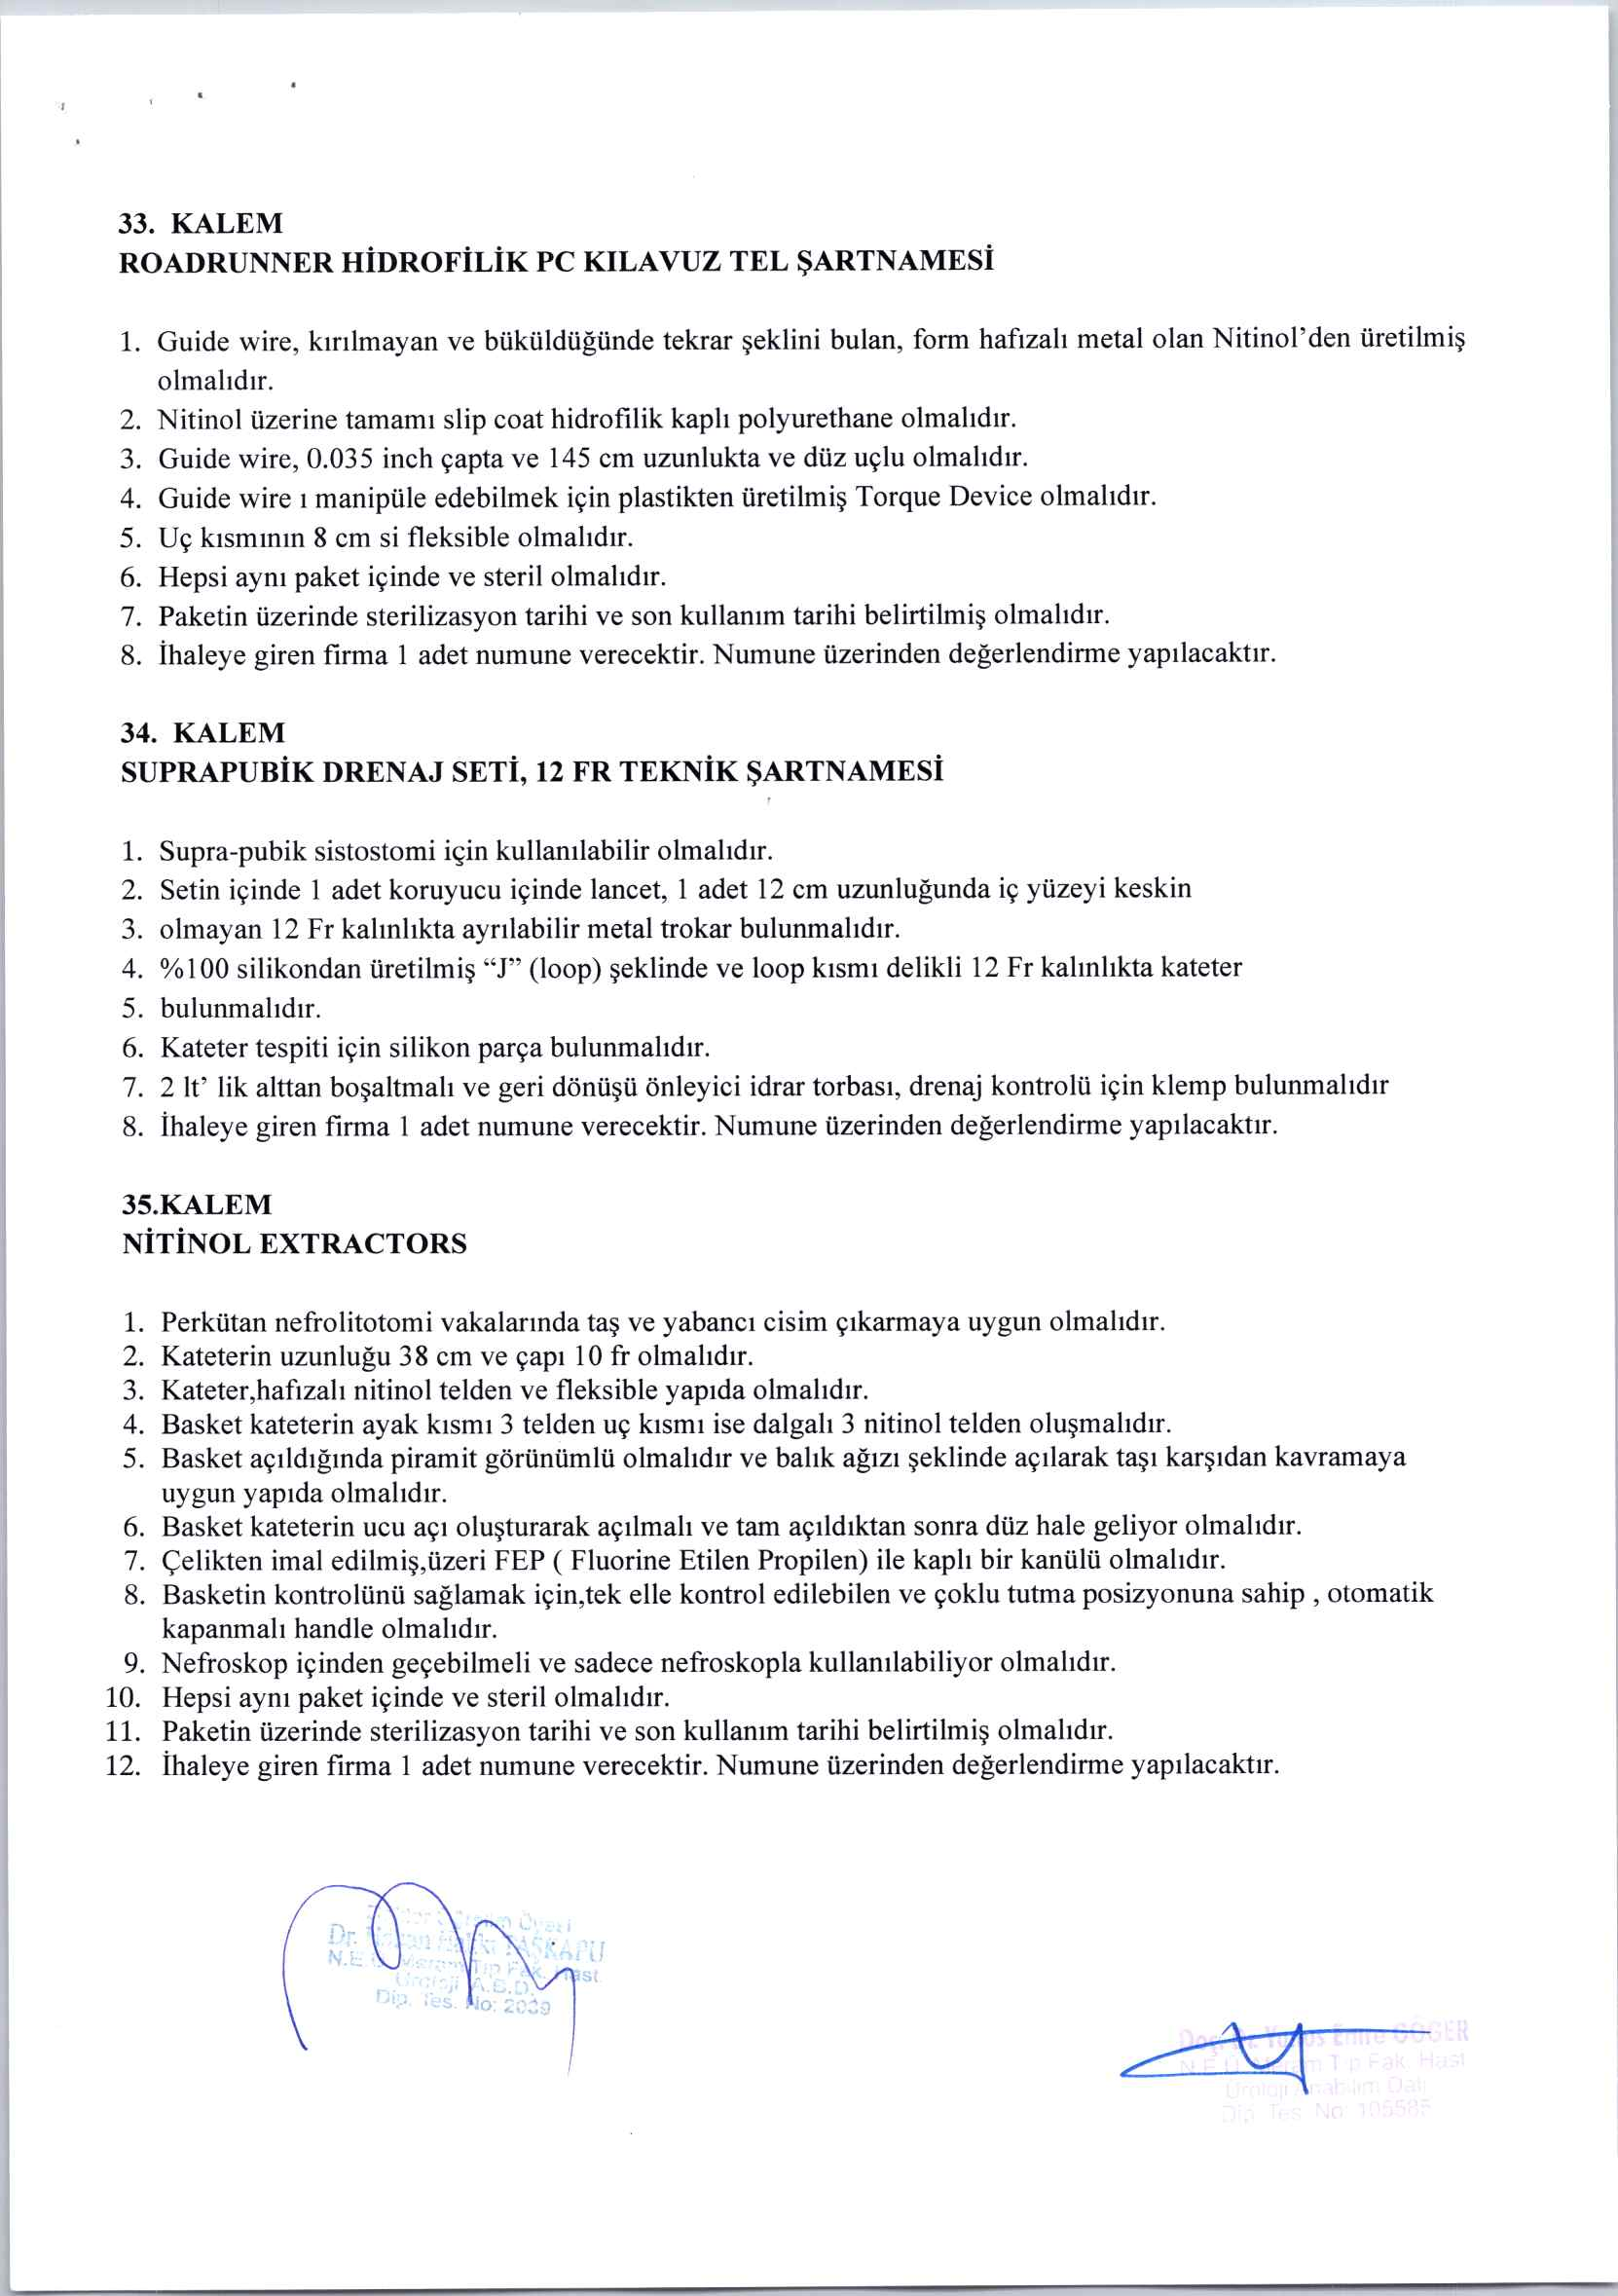 33. KALEM
ROADRUNNER HİDROFİLİK PC KILAVUZ TEL ŞARTNAMESİ
1. Guide wire, kırılmayan ve büküldüğünde tekrar şeklini bulan, form hafızalı metal olan Nitinol’den üretilmiş
olmalıdır.
2. Nitinol üzerine tamamı slip coat hidrofilik kaplı polyurethane olmalıdır.
3. Guide wire, 0.035 inch çapta ve 145 cm uzunlukta ve düz uçlu olmalıdır.
4. Guide wire ı manipüle edebilmek için plastikten üretilmiş Torque Device olmalıdır.
5. Uç kısmının 8 cm si fleksible olmalıdır.
6. Hepsi aynı paket içinde ve steril olmalıdır.
7. Paketin üzerinde sterilizasyon tarihi ve son kullanım tarihi belirtilmiş olmalıdır.
8. İhaleye giren firma 1 adet numune verecektir. Numune üzerinden değerlendirme yapılacaktır.
34. KALEM
SUPRAPUBİK DRENAJ SETİ, 12 FR TEKNİK ŞARTNAMESİ
1. Supra-pubik sistostomi için kullanılabilir olmalıdır.
2. Setin içinde 1 adet koruyucu içinde lancet, 1 adet 12 cm uzunluğunda iç yüzeyi keskin
3. olmayan 12 Fr kalınlıkta ayrılabilir metal trokar bulunmalıdır.
4. %100 silikondan üretilmiş “J” (loop) şeklinde ve loop kısmı delikli 12 Fr kalınlıkta kateter
5. bulunmalıdır.
6. Kateter tespiti için silikon parça bulunmalıdır.
7. 2 lt’ lik alttan boşaltmalı ve geri dönüşü önleyici idrar torbası, drenaj kontrolü için klemp bulunmalıdır
8. İhaleye giren firma 1 adet numune verecektir. Numune üzerinden değerlendirme yapılacaktır.
35.KALEM
NİTİNOL EXTRACTORS
1. Perkütan nefrolitotomi vakalarında taş ve yabancı cisim çıkarmaya uygun olmalıdır.
2. Kateterin uzunluğu 38 cm ve çapı 10 fr olmalıdır.
3. Kateter,hafızalı nitinol telden ve fleksible yapıda olmalıdır.
4. Basket kateterin ayak kısmı 3 telden uç kısmı ise dalgalı 3 nitinol telden oluşmalıdır.
5. Basket açıldığında piramit görünümlü olmalıdır ve balık ağızı şeklinde açılarak taşı karşıdan kavramaya
uygun yapıda olmalıdır.
6. Basket kateterin ucu açı oluşturarak açılmalı ve tam açıldıktan sonra düz hale geliyor olmalıdır.
7. Çelikten imal edilmiş,üzeri FEP ( Fluorine Etilen Propilen) ile kaplı bir kanülü olmalıdır.
8. Basketin kontrolünü sağlamak için,tek elle kontrol edilebilen ve çoklu tutma posizyonuna sahip , otomatik
kapanmalı handle olmalıdır.
9. Nefroskop içinden geçebilmeli ve sadece nefroskopla kullanılabiliyor olmalıdır.
10. Hepsi aynı paket içinde ve steril olmalıdır.
11. Paketin üzerinde sterilizasyon tarihi ve son kullanım tarihi belirtilmiş olmalıdır.
12. İhaleye giren firma 1 adet numune verecektir. Numune üzerinden değerlendirme yapılacaktır.
Dr. TAŞKAPU
Meram Tıp Fak. Hast.
Üroloji A.B.D.
Dip. Tes. No:
Doç. Dr. Yunus Emre GÖGER
N.E.Ü. Meram Tıp Fak. Hast
Üroloji Anabilim Dalı
Dip. Tes. No: